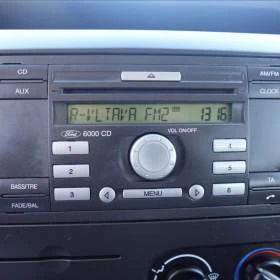 CD
AM/FM
AUX
CLOCK
R-VLTAVA FM2 13:16
Ford 6000 CD
VOL ON/OFF
1
4
2
5
BASS/TRE
TA
3
MENU
6
FADE/BAL